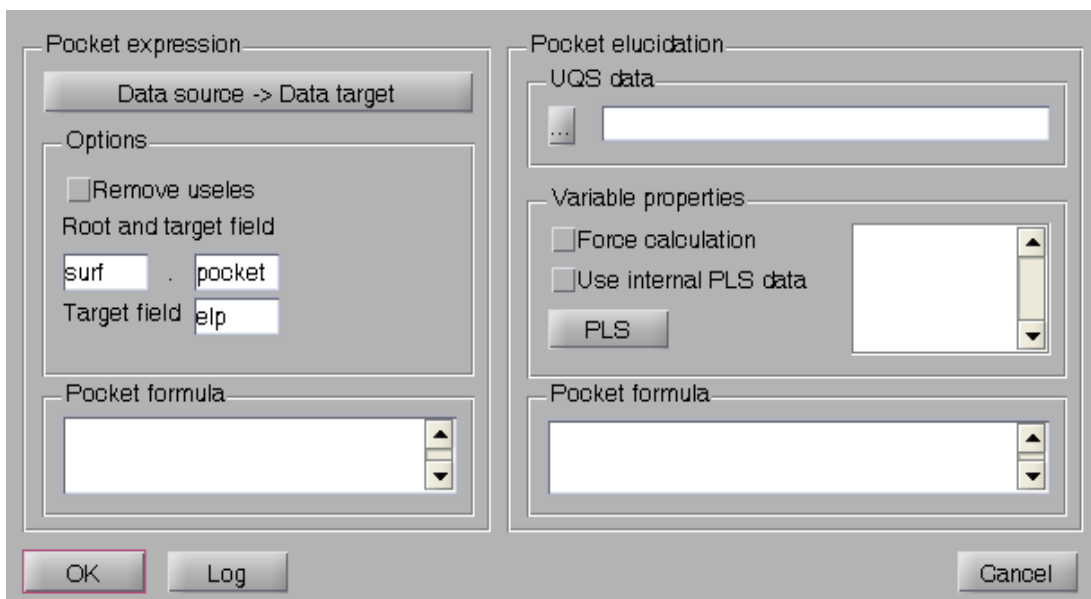 Pocket expression
Data source -> Data target
Options
Remove useles
Root and target field
surf . pocket
Target field elp
Pocket formula
Pocket elucidation
UQS data
...
Variable properties
Force calculation
Use internal PLS data
PLS
Pocket formula
OK Log Cancel